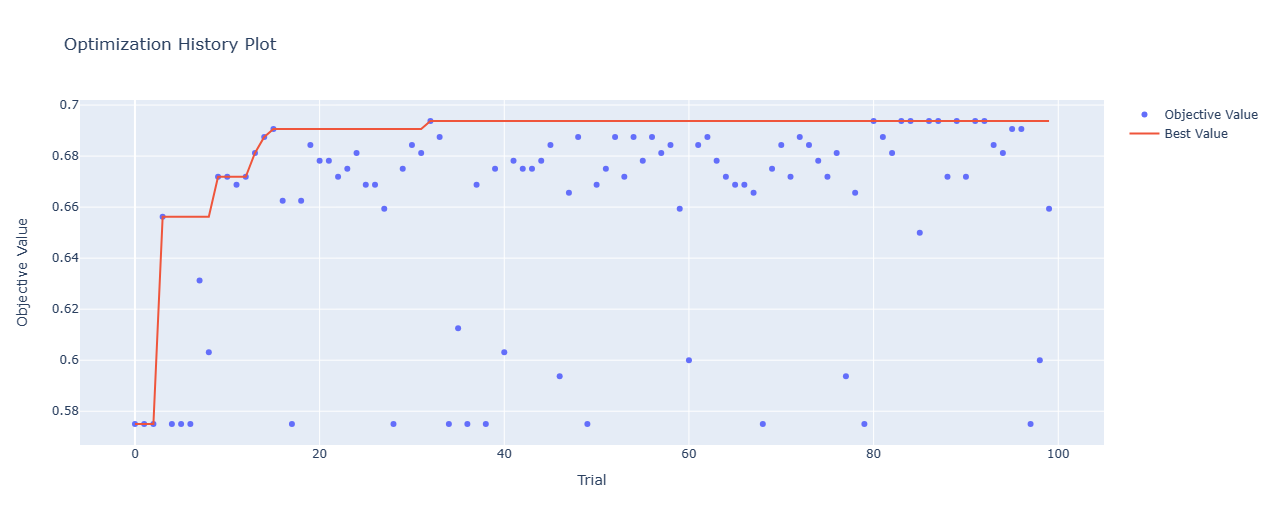 Optimization History Plot
Objective Value
Best Value
0.7
0.68
0.66
0.64
0.62
0.6
0.58
Objective Value
0
20
40
60
80
100
Trial